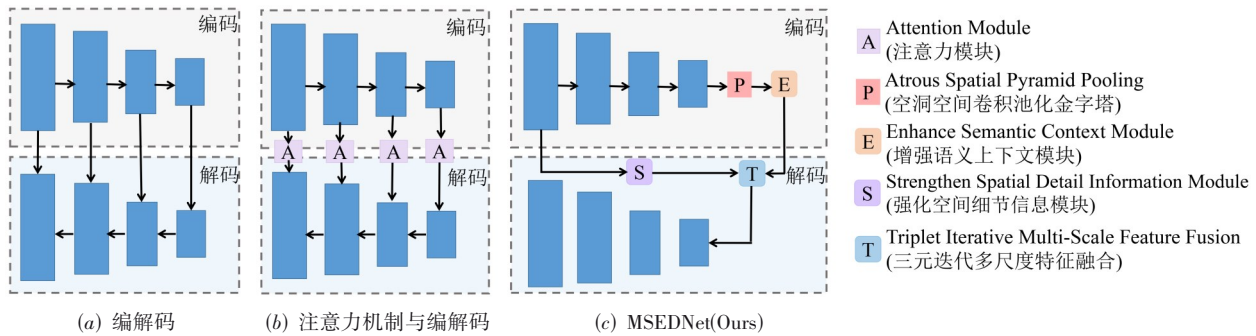 编码
解码
A
A
A
A
编码
解码
P
E
S
T
编码
解码
A
Attention Module
(注意力模块)
P
Atrous Spatial Pyramid Pooling
(空洞空间卷积池化金字塔)
E
Enhance Semantic Context Module
(增强语义上下文模块)
S
Strengthen Spatial Detail Information Module
(强化空间细节信息模块)
T
Triplet Iterative Multi-Scale Feature Fusion
(三元迭代多尺度特征融合)
(a) 编解码
(b) 注意力机制与编解码
(c) MSEDNet(Ours)